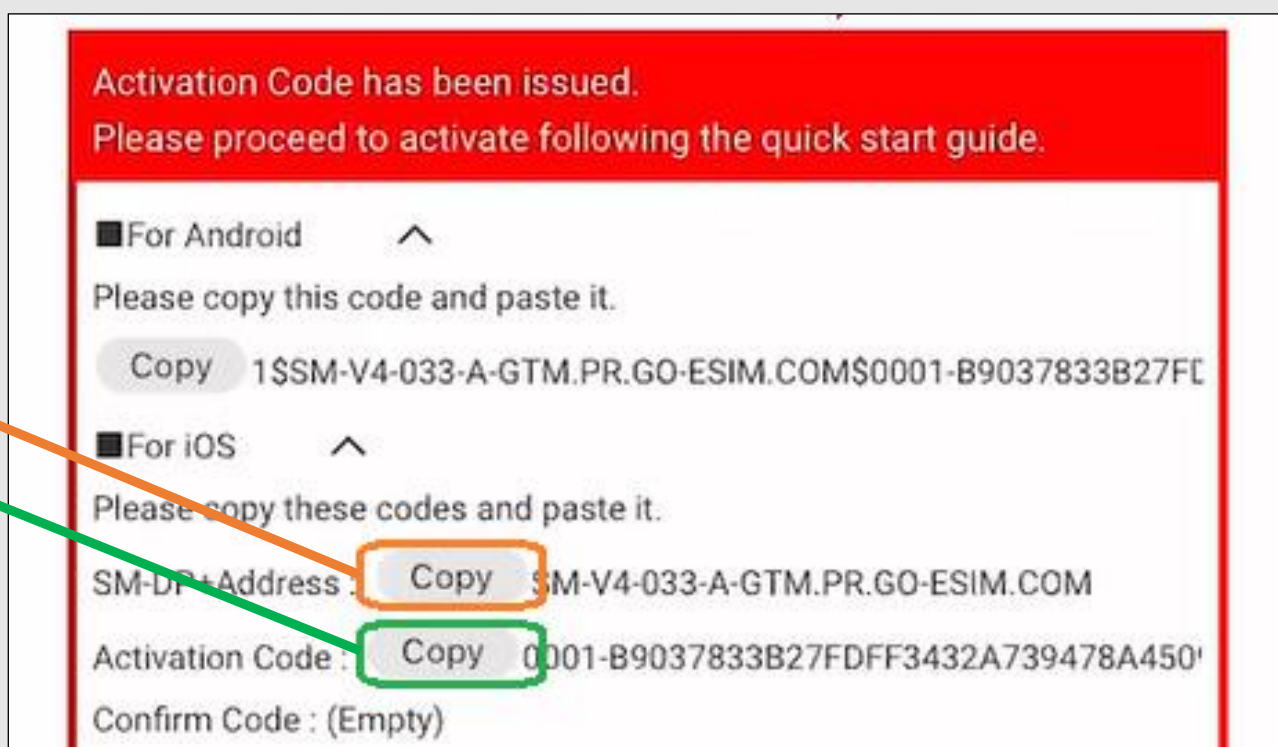 Activation Code has been issued.
Please proceed to activate following the quick start guide.
■For Android
Please copy this code and paste it.
Copy 1$SM-V4-033-A-GTM.PR.GO-ESIM.COM$0001-B9037833B27FD
■For iOS
Please copy these codes and paste it.
SM-DP+Address : Copy SM-V4-033-A-GTM.PR.GO-ESIM.COM
Activation Code : Copy 0001-B9037833B27FDFF3432A739478A450
Confirm Code : (Empty)